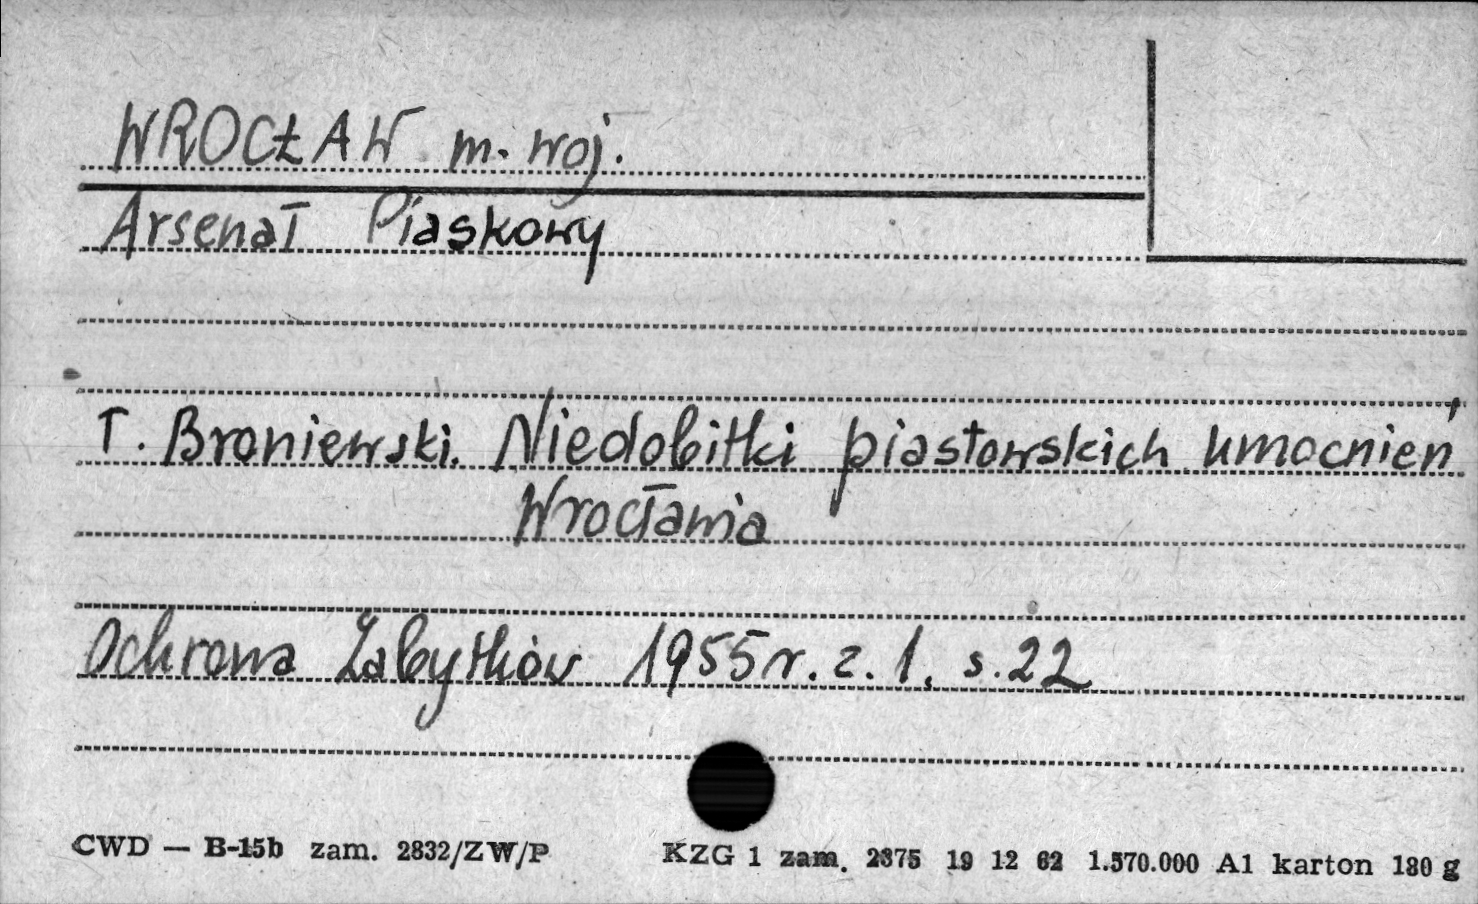 WROCŁAW m. woj.
Arsenał Piaskowy
T. Broniewski. Niedobitki piastowskich umocnień
Wrocławia
Ochrona Zabytków 1955 r. z. 1. s. 22
CWD — B-15b zam. 2832/ZW/P KZG 1 zam. 2375 19 12 62 1.570.000 A1 karton 180 g